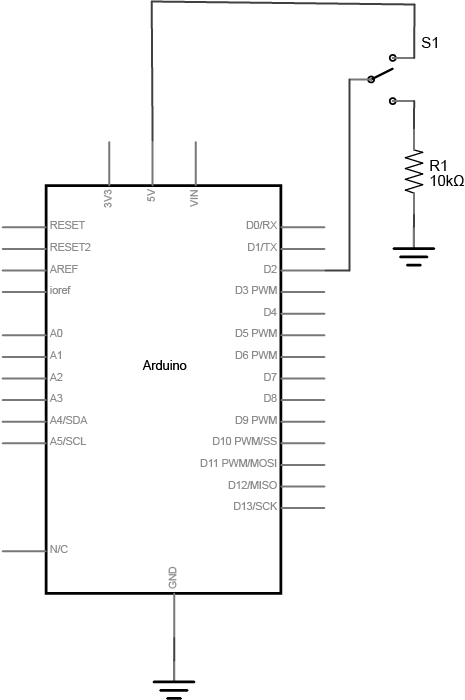 S1
R1
10kΩ
3V3
5V
VIN
RESET
RESET2
AREF
ioref
A0
A1
A2
A3
A4/SDA
A5/SCL
N/C
Arduino
D0/RX
D1/TX
D2
D3 PWM
D4
D5 PWM
D6 PWM
D7
D8
D9 PWM
D10 PWM/SS
D11 PWM/MOSI
D12/MISO
D13/SCK
GND